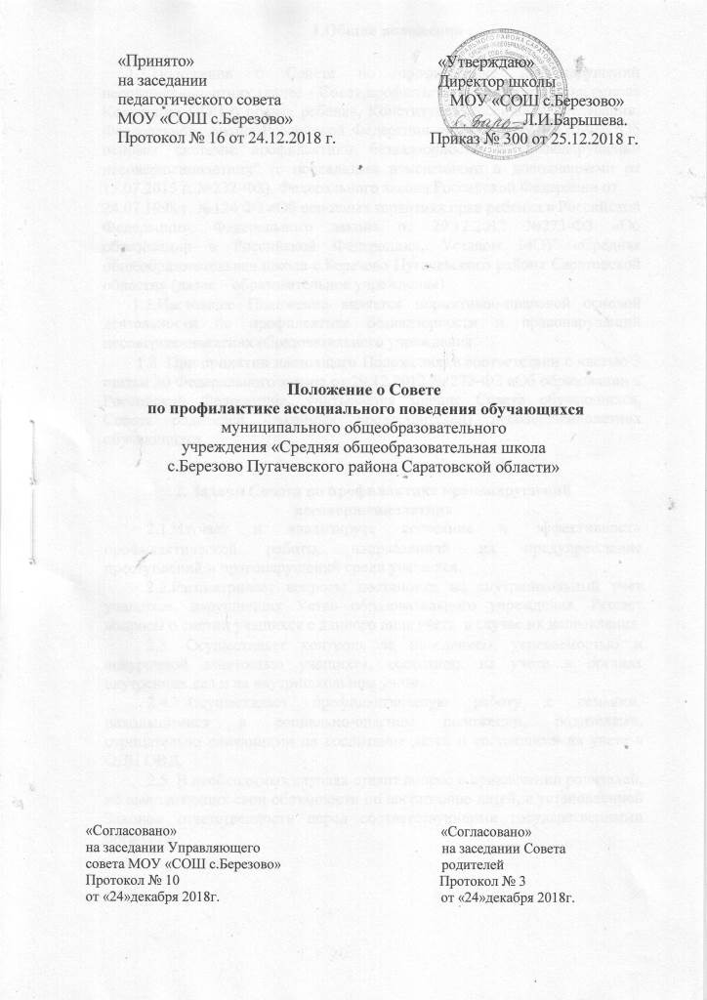 «Принято»
на заседании
педагогического совета
МОУ «СОШ с.Березово»
Протокол № 16 от 24.12.2018 г.
«Утверждаю»
Директор школы
МОУ «СОШ с.Березово»
Л.И.Барышева.
Приказ № 300 от 25.12.2018 г.
Положение о Совете
по профилактике ассоциального поведения обучающихся
муниципального общеобразовательного
учреждения «Средняя общеобразовательная школа
с.Березово Пугачевского района Саратовской области»
«Согласовано»
на заседании Управляющего
совета МОУ «СОШ с.Березово»
Протокол № 10
от «24»декабря 2018г.
«Согласовано»
на заседании Совета
родителей
Протокол № 3
от «24»декабря 2018г.